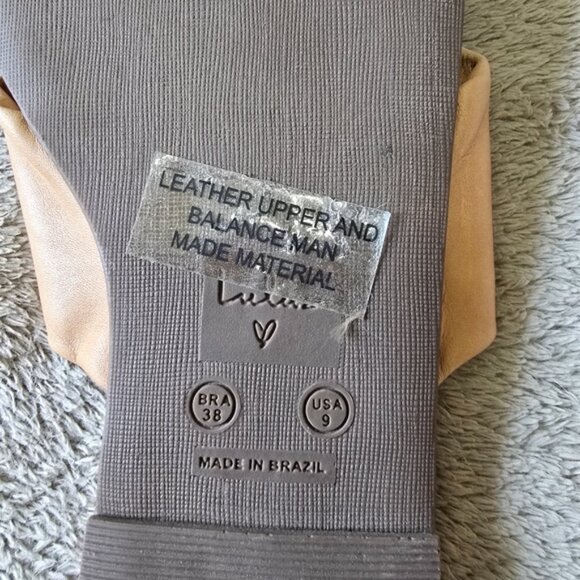 LEATHER UPPER AND
BALANCE MAN
MADE MATERIAL
BRA
38
USA
9
MADE IN BRAZIL